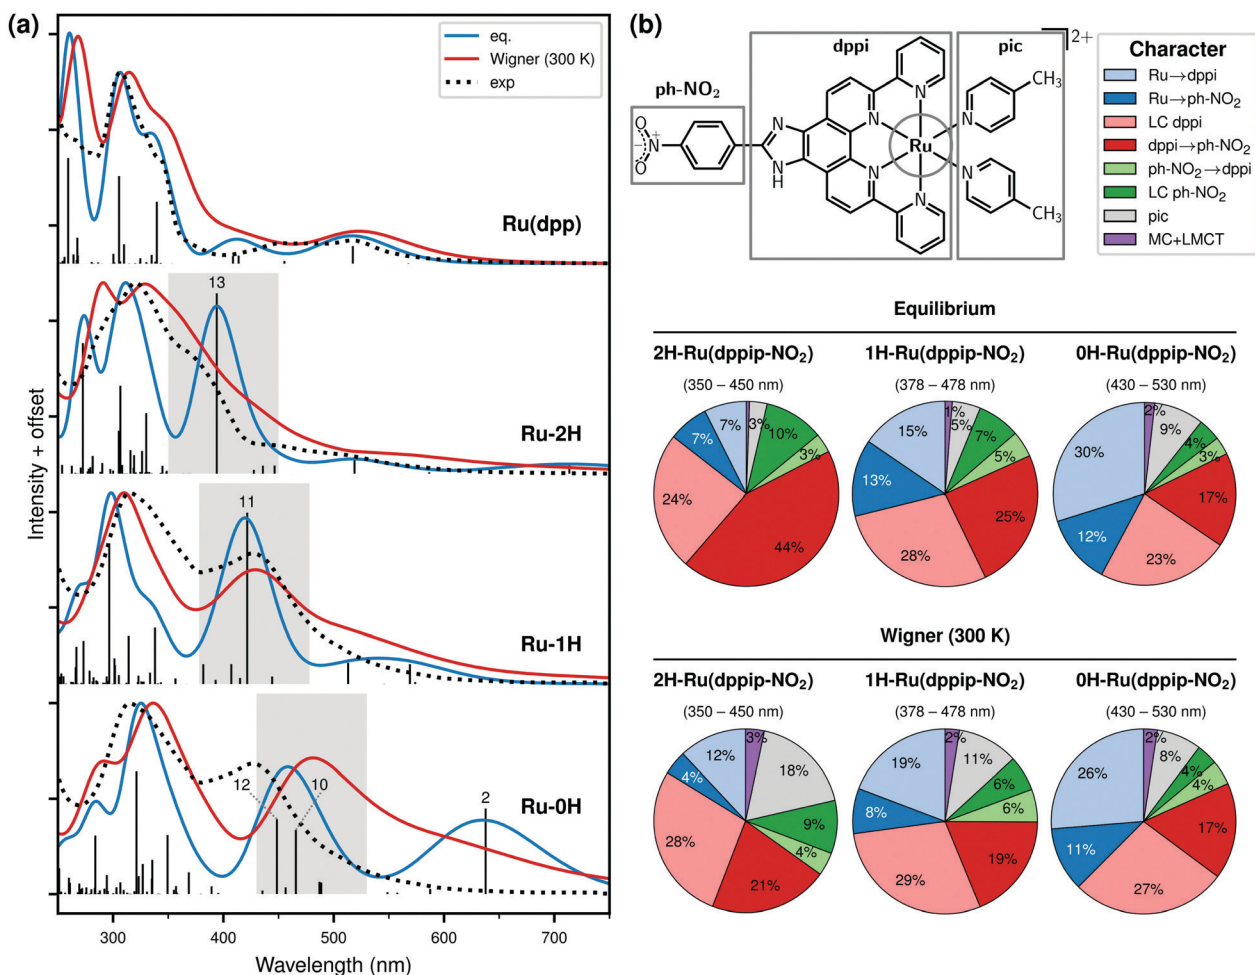 (a)
eq.
Wigner (300 K)
exp
Ru(dpp)
13
Ru-2H
11
Ru-1H
12
10
2
Ru-0H
Intensity + offset
300
400
500
600
700
Wavelength (nm)
(b)
dppi
pic
2+
ph-NO₂
O
N
+
−
O
N
N
H
N
N
N
N
Ru
N
N
CH₃
CH₃
Character
Ru→dppi
Ru→ph-NO₂
LC dppi
dppi→ph-NO₂
ph-NO₂→dppi
LC ph-NO₂
pic
MC+LMCT
Equilibrium
2H-Ru(dppip-NO₂)
1H-Ru(dppip-NO₂)
0H-Ru(dppip-NO₂)
(350 – 450 nm)
(378 – 478 nm)
(430 – 530 nm)
7%
7%
24%
44%
3%
10%
3%
15%
13%
28%
25%
5%
7%
5%
1%
30%
12%
23%
17%
3%
4%
9%
2%
Wigner (300 K)
2H-Ru(dppip-NO₂)
1H-Ru(dppip-NO₂)
0H-Ru(dppip-NO₂)
(350 – 450 nm)
(378 – 478 nm)
(430 – 530 nm)
12%
4%
28%
21%
4%
9%
18%
3%
19%
8%
29%
19%
6%
6%
11%
2%
26%
11%
27%
17%
4%
4%
8%
2%